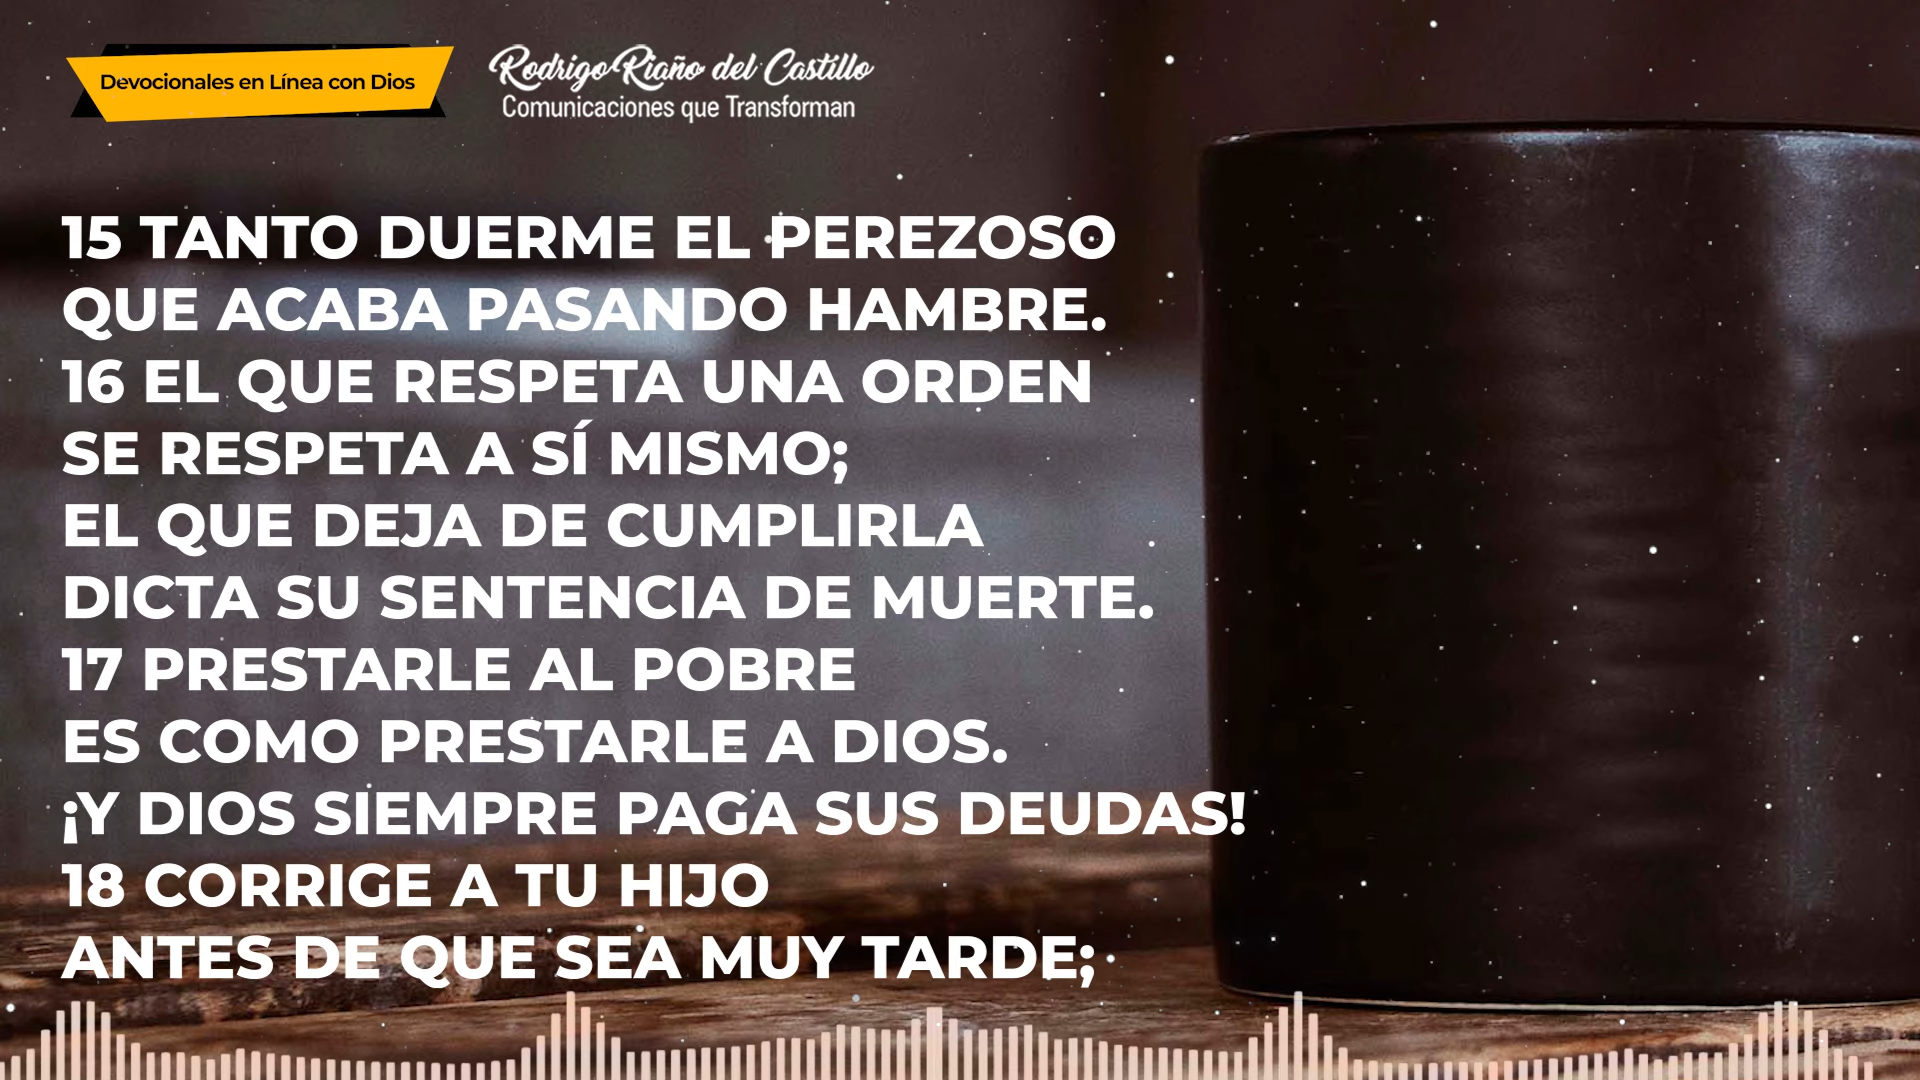 Devocionales en Línea con Dios
Rodrigo Riaño del Castillo
Comunicaciones que Transforman
15 TANTO DUERME EL PEREZOSO
QUE ACABA PASANDO HAMBRE.
16 EL QUE RESPETA UNA ORDEN
SE RESPETA A SÍ MISMO;
EL QUE DEJA DE CUMPLIRLA
DICTA SU SENTENCIA DE MUERTE.
17 PRESTARLE AL POBRE
ES COMO PRESTARLE A DIOS.
¡Y DIOS SIEMPRE PAGA SUS DEUDAS!
18 CORRIGE A TU HIJO
ANTES DE QUE SEA MUY TARDE;